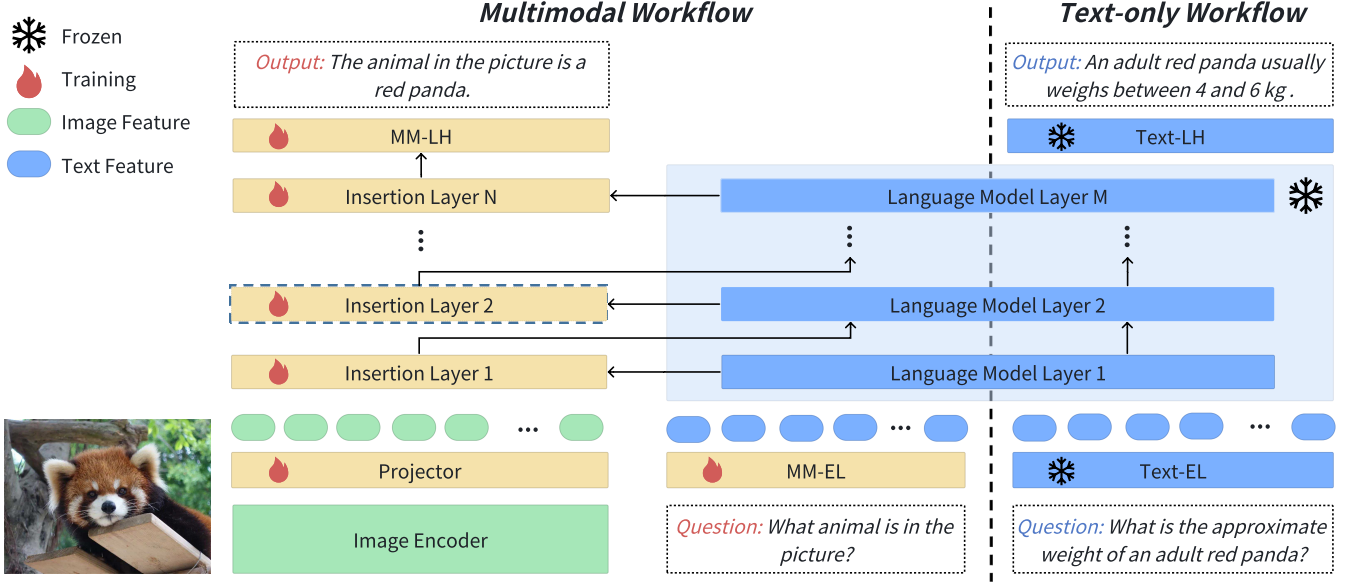 Multimodal Workflow
Text-only Workflow
Frozen
Training
Image Feature
Text Feature
Output: The animal in the picture is a
red panda.
Output: An adult red panda usually
weighs between 4 and 6 kg .
MM-LH
Text-LH
Insertion Layer N
Language Model Layer M
Insertion Layer 2
Language Model Layer 2
Insertion Layer 1
Language Model Layer 1
Projector
MM-EL
Text-EL
Image Encoder
Question: What animal is in the
picture?
Question: What is the approximate
weight of an adult red panda?